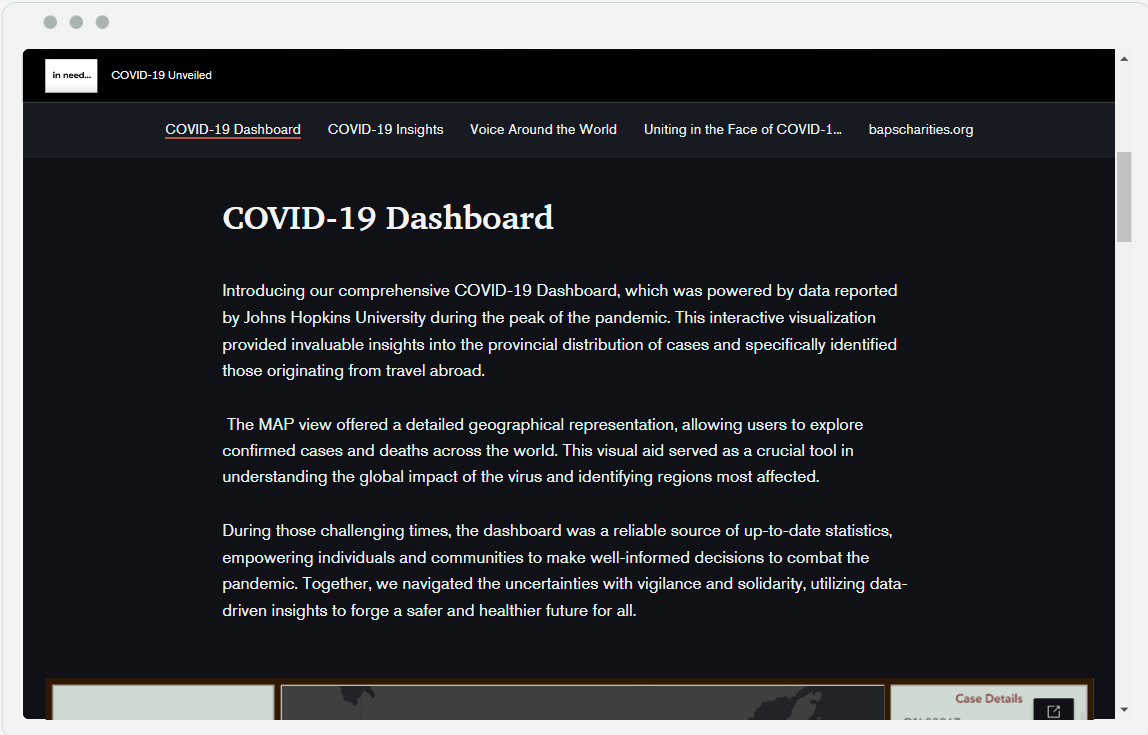 in need...
COVID-19 Unveiled
COVID-19 Dashboard
COVID-19 Insights
Voice Around the World
Uniting in the Face of COVID-1...
bapscharities.org
COVID-19 Dashboard
Introducing our comprehensive COVID-19 Dashboard, which was powered by data reported
by Johns Hopkins University during the peak of the pandemic. This interactive visualization
provided invaluable insights into the provincial distribution of cases and specifically identified
those originating from travel abroad.
The MAP view offered a detailed geographical representation, allowing users to explore
confirmed cases and deaths across the world. This visual aid served as a crucial tool in
understanding the global impact of the virus and identifying regions most affected.
During those challenging times, the dashboard was a reliable source of up-to-date statistics,
empowering individuals and communities to make well-informed decisions to combat the
pandemic. Together, we navigated the uncertainties with vigilance and solidarity, utilizing data-
driven insights to forge a safer and healthier future for all.
Case Details